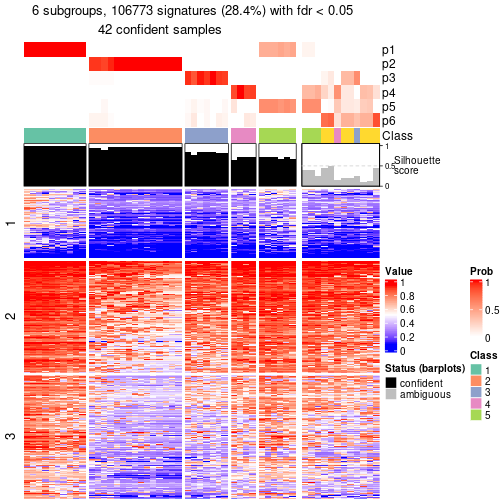 6 subgroups, 106773 signatures (28.4%) with fdr < 0.05
42 confident samples
p1
p2
p3
p4
p5
p6
Class
1
0.5
0
Silhouette
score
1
2
3
Value
1
0.8
0.6
0.4
0.2
0
Status (barplots)
confident
ambiguous
Prob
1
0.5
0
Class
1
2
3
4
5